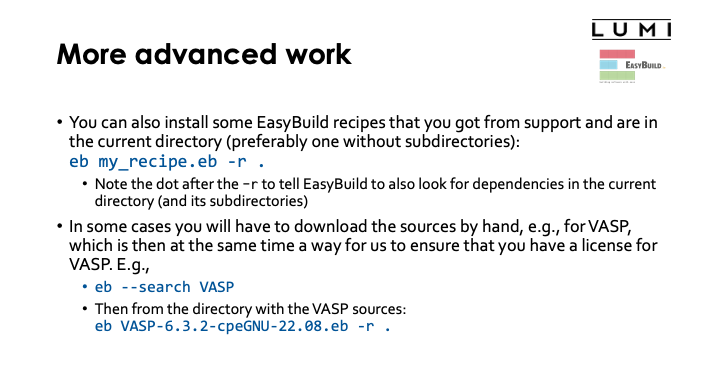 LUMI
More advanced work
EASYBUILD
• You can also install some EasyBuild recipes that you got from support and are in
the current directory (preferably one without subdirectories):
eb my_recipe.eb -r .
• Note the dot after the -r to tell EasyBuild to also look for dependencies in the current
directory (and its subdirectories)
• In some cases you will have to download the sources by hand, e.g., for VASP,
which is then at the same time a way for us to ensure that you have a license for
VASP. E.g.,
• eb --search VASP
• Then from the directory with the VASP sources:
eb VASP-6.3.2-cpeGNU-22.08.eb -r .